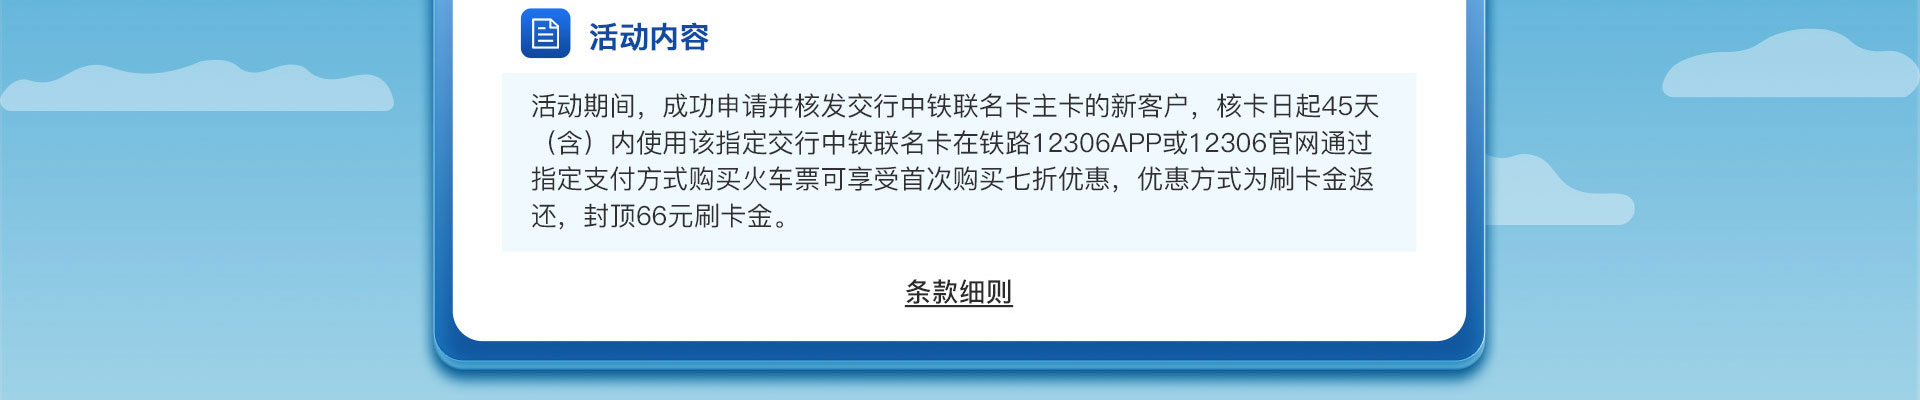 活动内容
活动期间，成功申请并核发交行中铁联名卡主卡的新客户，核卡日起45天
（含）内使用该指定交行中铁联名卡在铁路12306APP或12306官网通过
指定支付方式购买火车票可享受首次购买七折优惠，优惠方式为刷卡金返
还，封顶66元刷卡金。
条款细则